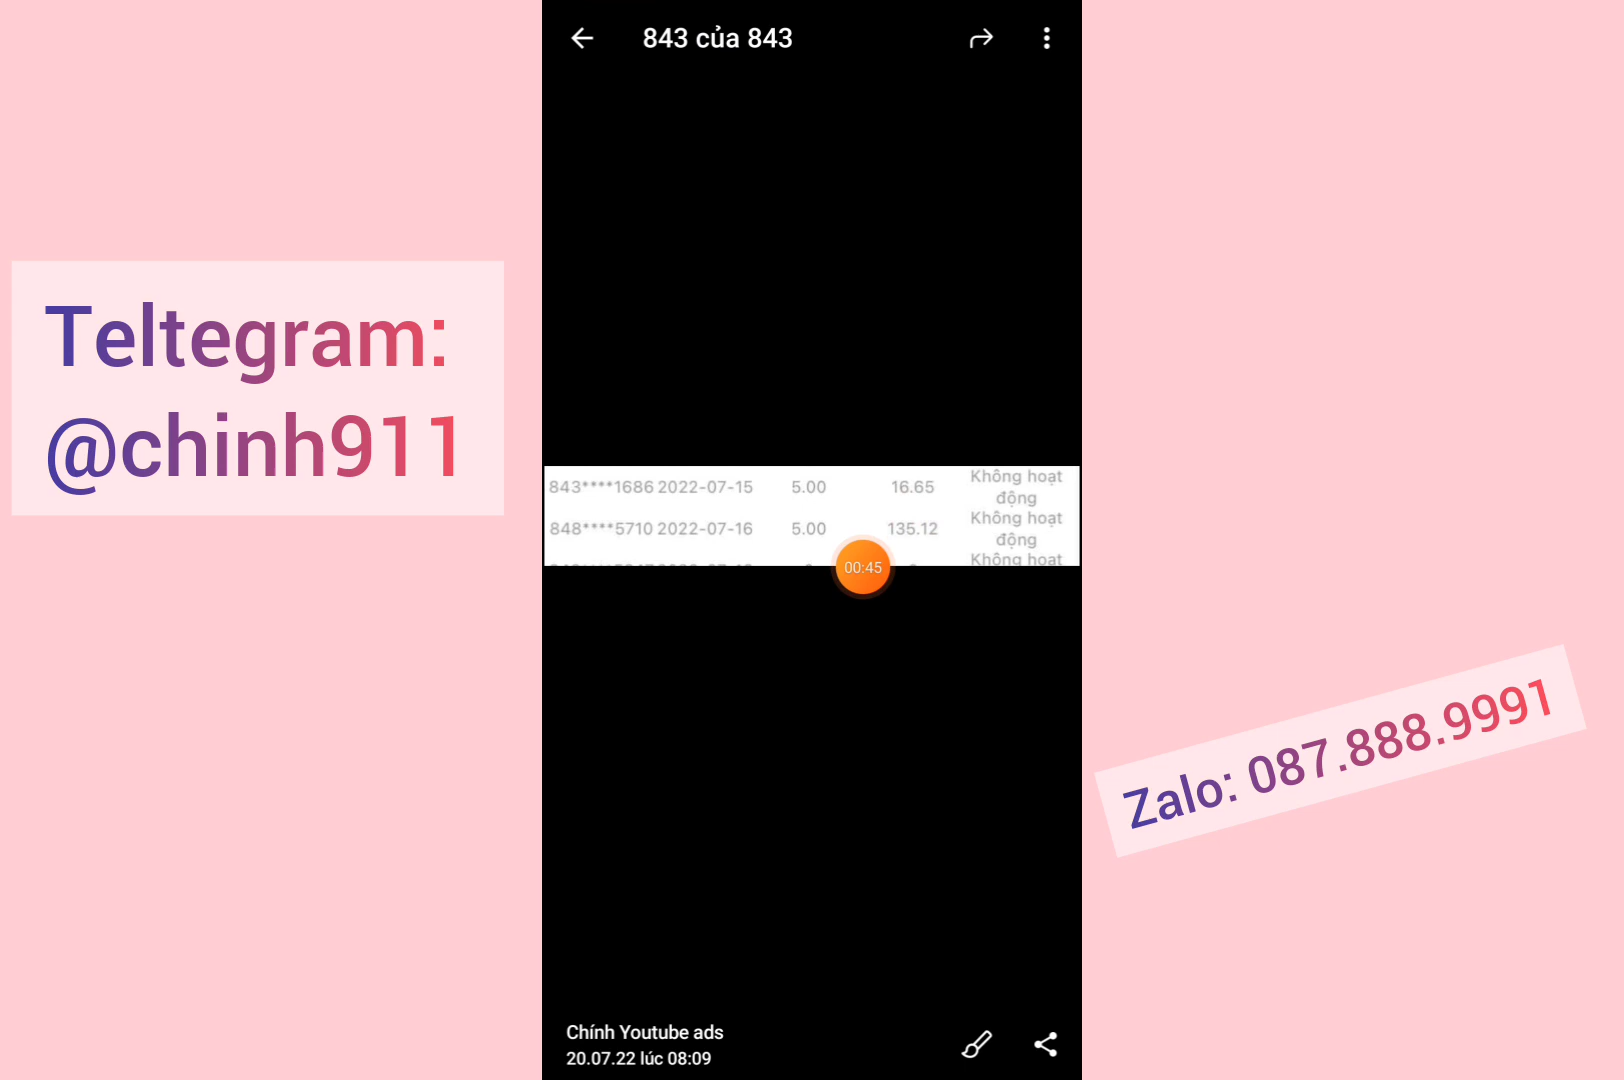 843 của 843
Teltegram:
@chinh911
843****1686 2022-07-15 5.00 16.65 Không hoạt động
848****5710 2022-07-16 5.00 135.12 Không hoạt động
Không hoạt
00:45
Zalo: 087.888.9991
Chính Youtube ads
20.07.22 lúc 08:09